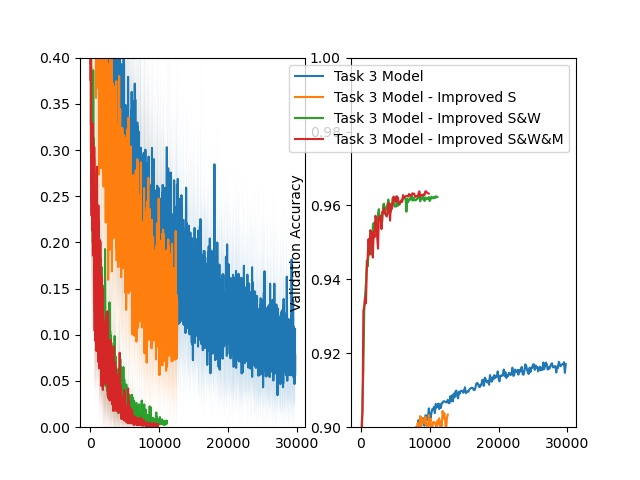 0.40
0.35
0.30
0.25
0.20
0.15
0.10
0.05
0.00
0 10000 20000 30000
1.00
0.98
0.96
0.94
0.92
0.90
Validation Accuracy
0 10000 20000 30000
Task 3 Model
Task 3 Model - Improved S
Task 3 Model - Improved S&W
Task 3 Model - Improved S&W&M